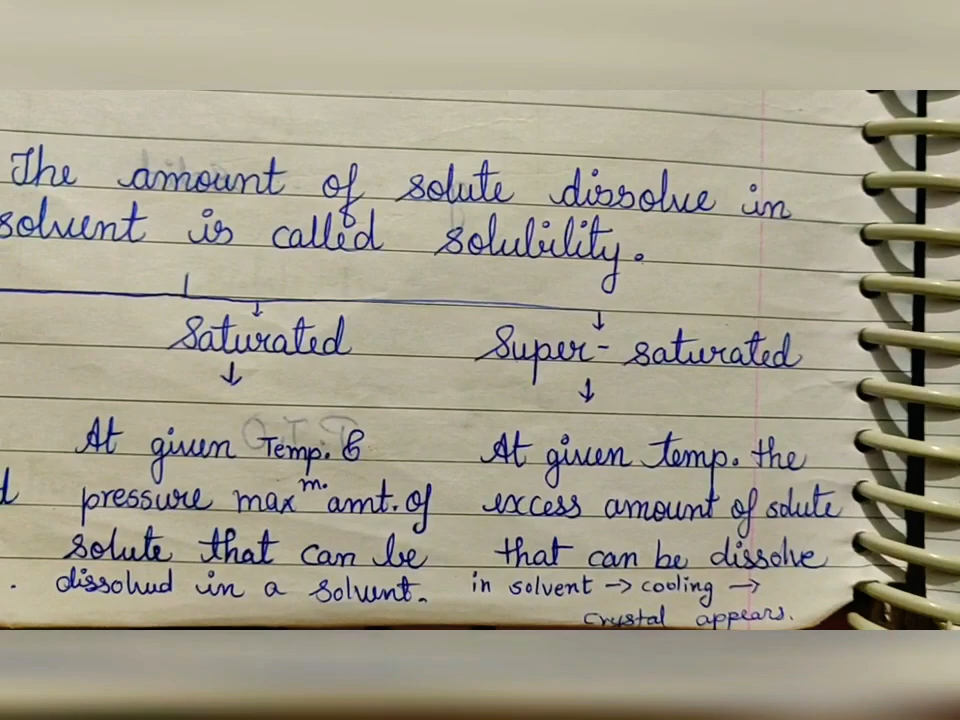 The amount of solute dissolve in
solvent is called solubility.
Saturated
↓
At given Temp. &
pressure maxᵐ· amt. of
solute that can be
dissolved in a solvent.
Super-saturated
↓
At given temp. the
excess amount of solute
that can be dissolve
in solvent → cooling →
crystal appears.